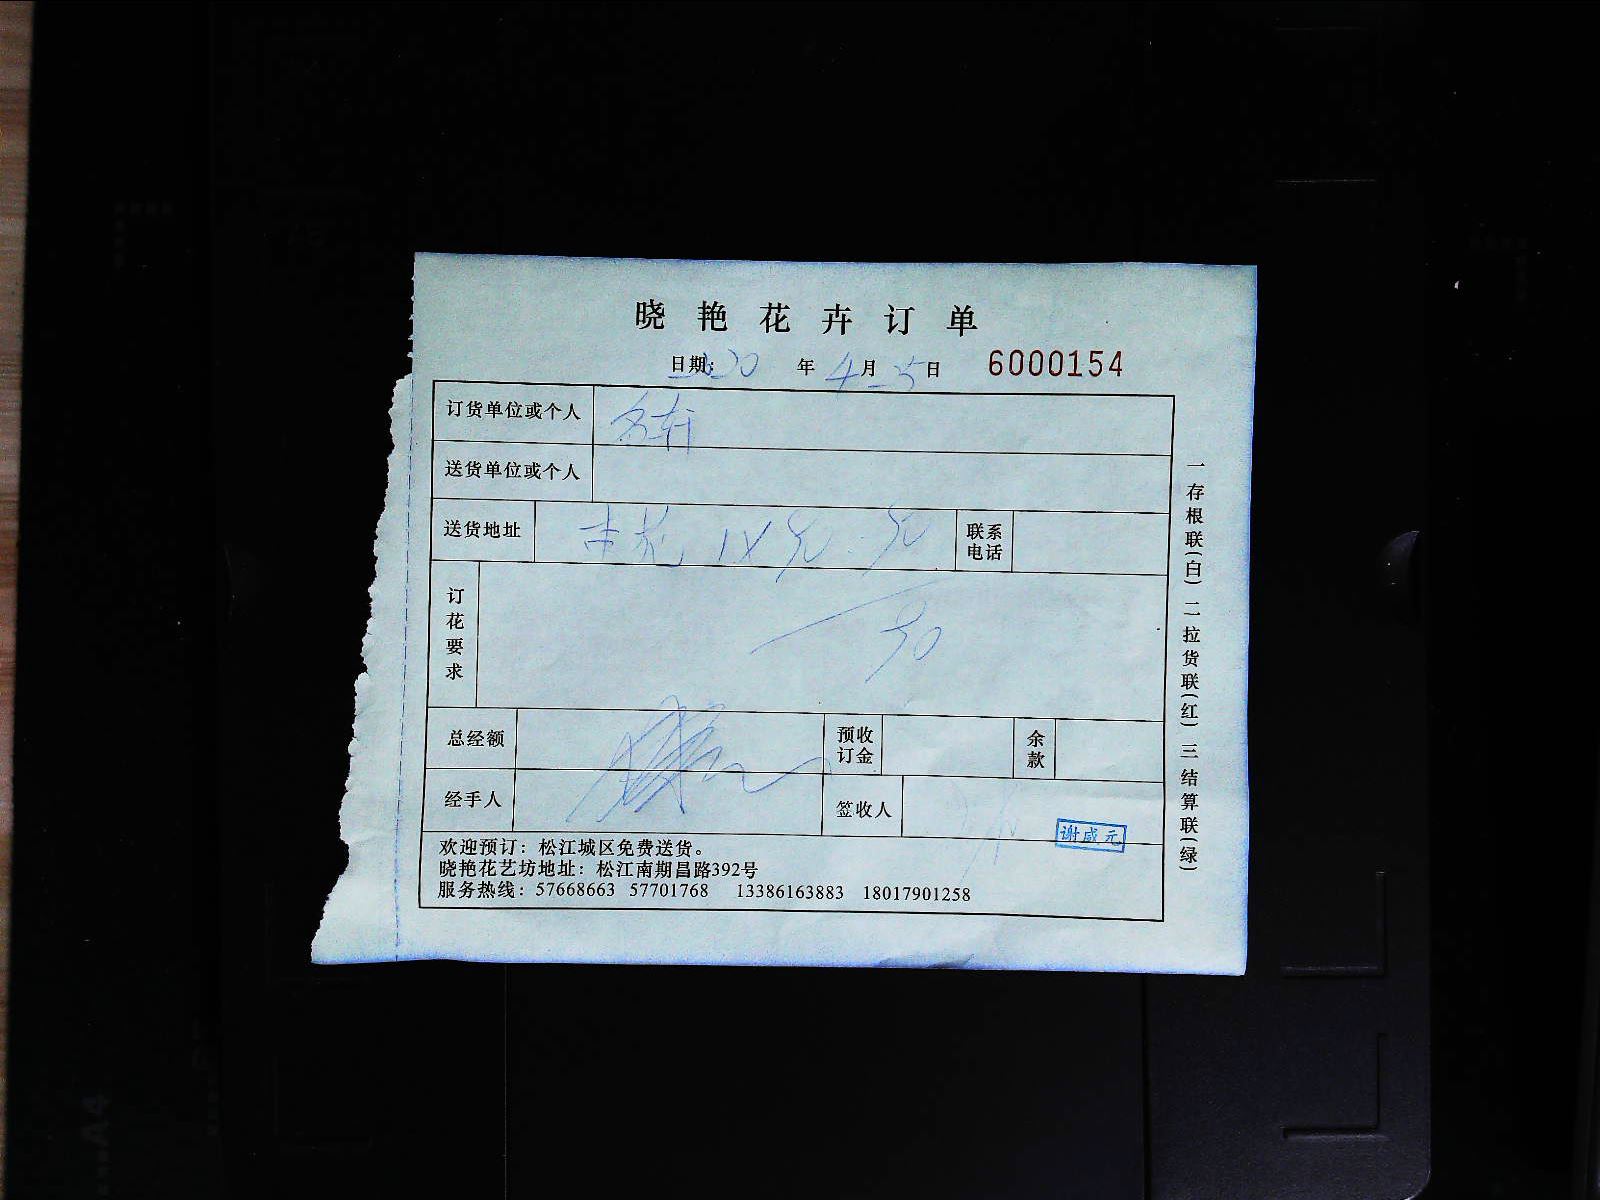 晓艳花卉订单
日期: 2020 年 4 月 25 日 6000154
订货单位或个人
送货单位或个人
送货地址 联系电话
订花要求
90
总经额 预收订金 余款
经手人 签收人
谢盛元
欢迎预订：松江城区免费送货。
晓艳花艺坊地址：松江南期昌路392号
服务热线：57668663 57701768 13386163883 18017901258
一存根联(白) 二拉货联(红) 三结算联(绿)